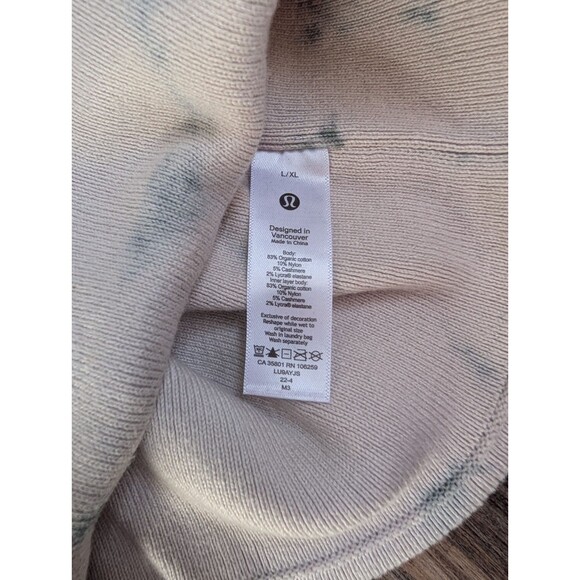 L/XL
Designed in
Vancouver
Made in China
Body:
83% Organic cotton
10% Nylon
5% Cashmere
2% Lycra® elastane
Inner layer body:
83% Organic cotton
10% Nylon
5% Cashmere
2% Lycra® elastane
Exclusive of decoration
Reshape while wet to
original size
Wash in laundry bag
Wash separately
CA 35801 RN 106259
LU9AYJS
22-4
M3